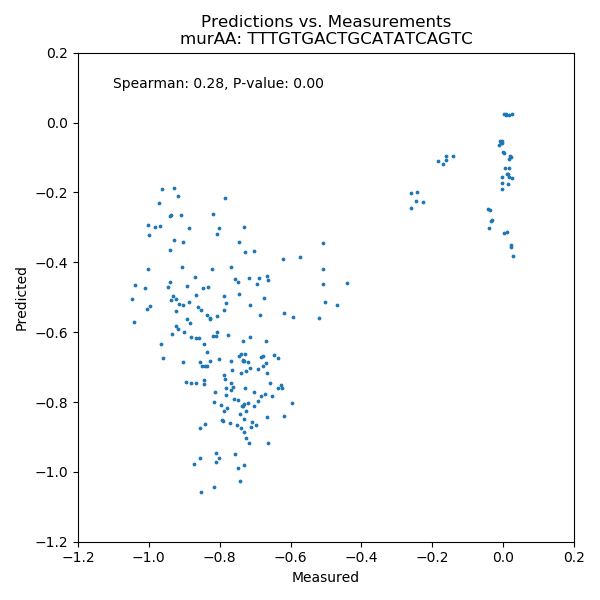 Predictions vs. Measurements
murAA: TTTGTGACTGCATATCAGTC
Spearman: 0.28, P-value: 0.00
0.2
0.0
−0.2
−0.4
−0.6
−0.8
−1.0
−1.2
Predicted
−1.2 −1.0 −0.8 −0.6 −0.4 −0.2 0.0 0.2
Measured